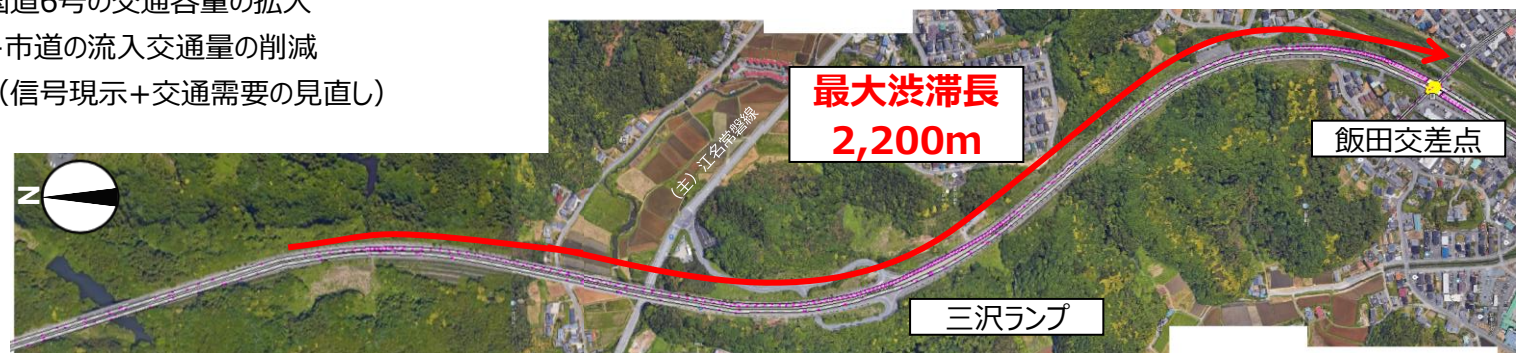 国道6号の交通容量の拡大
市道の流入交通量の削減
（信号現示+交通需要の見直し）
最大渋滞長
2,200m
飯田交差点
（主）江名常磐線
N
三沢ランプ